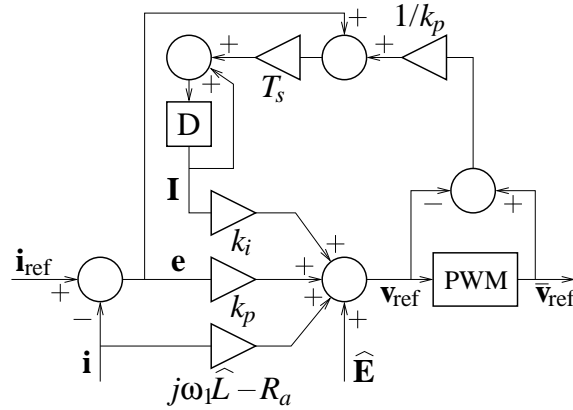 1/k_p
+ + +
+ +
T_s
D
I
− +
k_i
+
i_ref + e + v_ref PWM v̄_ref
− k_p +
i + Ê
jω₁L̂ − R_a